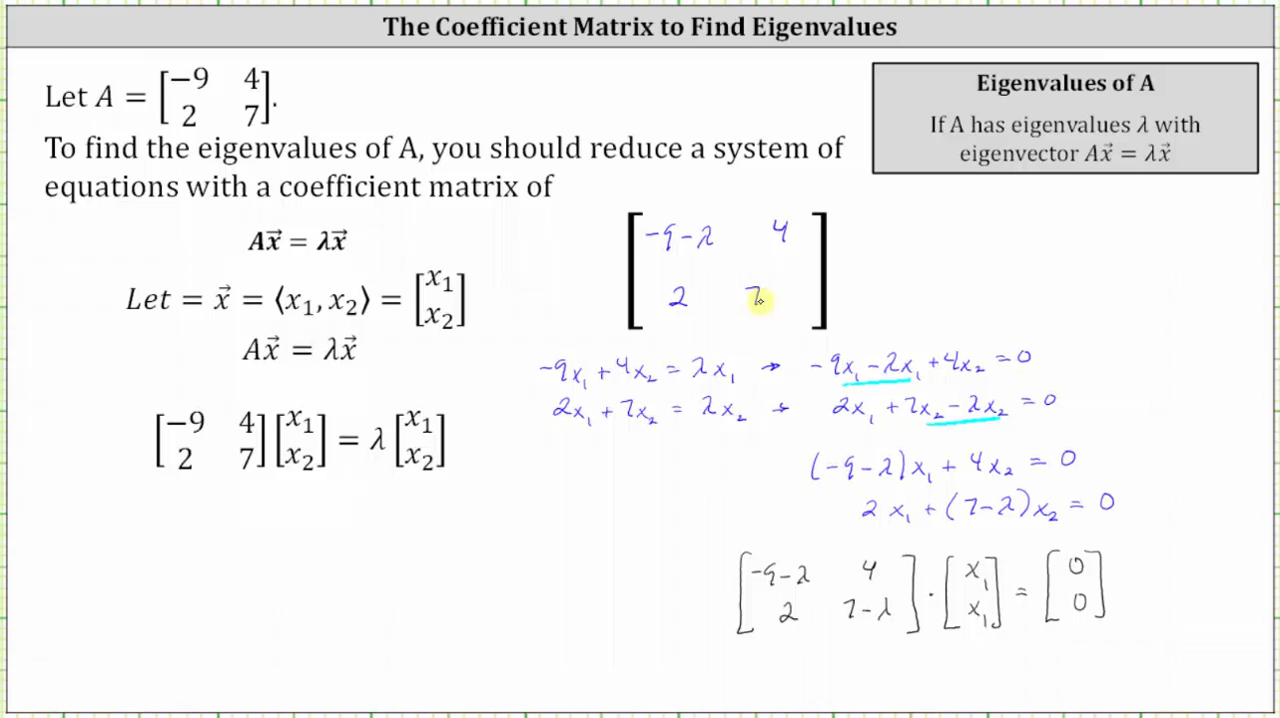 The Coefficient Matrix to Find Eigenvalues
Let A = [−9 4
2 7].
To find the eigenvalues of A, you should reduce a system of
equations with a coefficient matrix of
Eigenvalues of A
If A has eigenvalues λ with
eigenvector Ax⃗ = λx⃗
Ax⃗ = λx⃗
Let = x⃗ = ⟨x₁, x₂⟩ = [x₁
x₂]
Ax⃗ = λx⃗
[−9 4
2 7] [x₁
x₂] = λ [x₁
x₂]
[-9-λ 4
2 7]
-9x₁ + 4x₂ = λx₁ → -9x₁ - λx₁ + 4x₂ = 0
2x₁ + 7x₂ = λx₂ → 2x₁ + 7x₂ - λx₂ = 0
(-9-λ)x₁ + 4x₂ = 0
2x₁ + (7-λ)x₂ = 0
[-9-λ 4
2 7-λ] · [x₁
x₁] = [0
0]